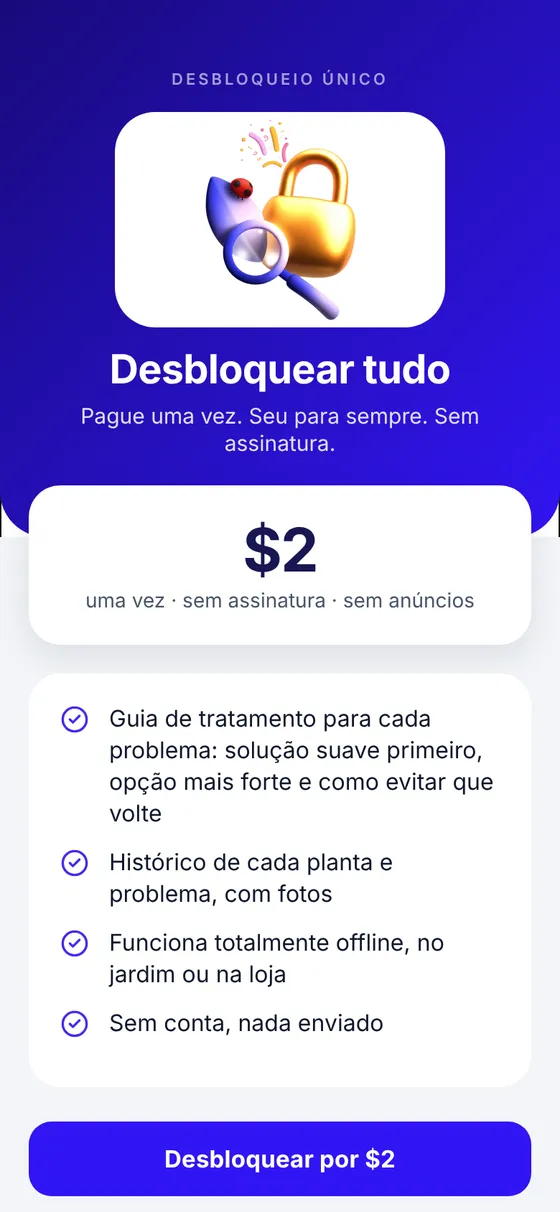 DESBLOQUEIO ÚNICO
Desbloquear tudo
Pague uma vez. Seu para sempre. Sem
assinatura.
$2
uma vez · sem assinatura · sem anúncios
Guia de tratamento para cada
problema: solução suave primeiro,
opção mais forte e como evitar que
volte
Histórico de cada planta e
problema, com fotos
Funciona totalmente offline, no
jardim ou na loja
Sem conta, nada enviado
Desbloquear por $2